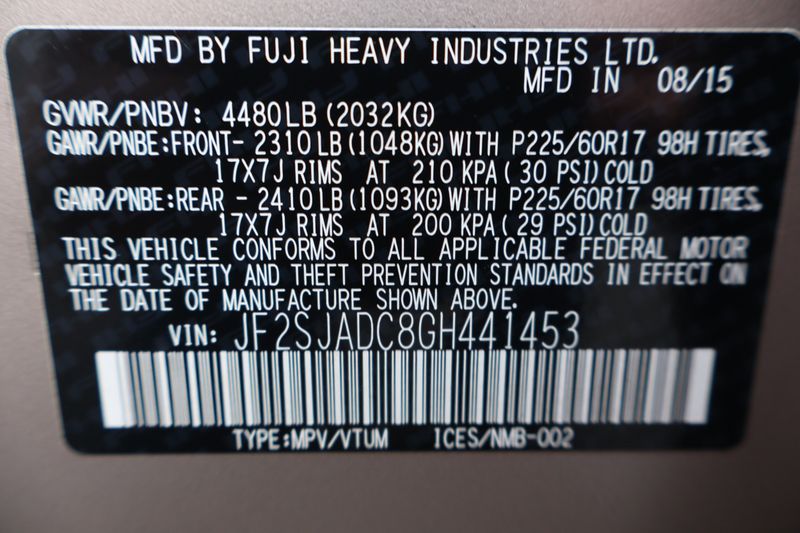 MFD BY FUJI HEAVY INDUSTRIES LTD.
MFD IN 08/15
GVWR/PNBV: 4480LB(2032KG)
GAWR/PNBE:FRONT- 2310LB(1048KG)WITH P225/60R17 98H TIRES,
17X7J RIMS AT 210 KPA( 30 PSI)COLD
GAWR/PNBE:REAR - 2410LB(1093KG)WITH P225/60R17 98H TIRES,
17X7J RIMS AT 200 KPA( 29 PSI)COLD
THIS VEHICLE CONFORMS TO ALL APPLICABLE FEDERAL MOTOR
VEHICLE SAFETY AND THEFT PREVENTION STANDARDS IN EFFECT ON
THE DATE OF MANUFACTURE SHOWN ABOVE.
VIN: JF2SJADC8GH441453
TYPE:MPV/VTUM ICES/NMB-002